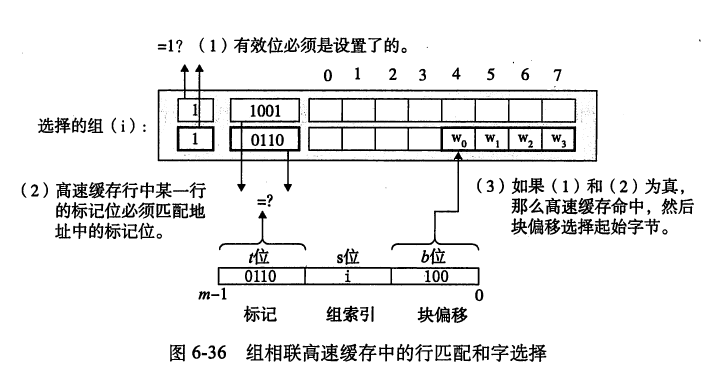 =1? （1）有效位必须是设置了的。
0 1 2 3 4 5 6 7
选择的组（i）：
1 1001
1 0110 w0 w1 w2 w3
（2）高速缓存行中某一行
的标记位必须匹配地
址中的标记位。
=?
（3）如果（1）和（2）为真，
那么高速缓存命中，然后
块偏移选择起始字节。
t位 s位 b位
0110 i 100
m-1 0
标记 组索引 块偏移
图 6-36 组相联高速缓存中的行匹配和字选择